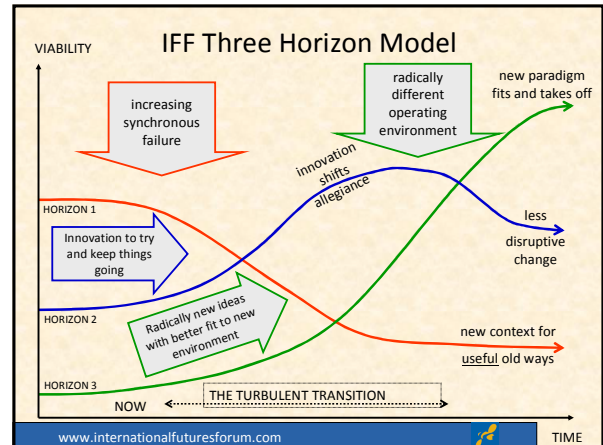 IFF Three Horizon Model
VIABILITY
increasing
synchronous
failure
radically
different
operating
environment
new paradigm
fits and takes off
innovation
shifts
allegiance
HORIZON 1
Innovation to try
and keep things
going
less
disruptive
change
HORIZON 2
Radically new ideas
with better fit to new
environment
new context for
useful old ways
HORIZON 3
NOW
THE TURBULENT TRANSITION
www.internationalfuturesforum.com
TIME